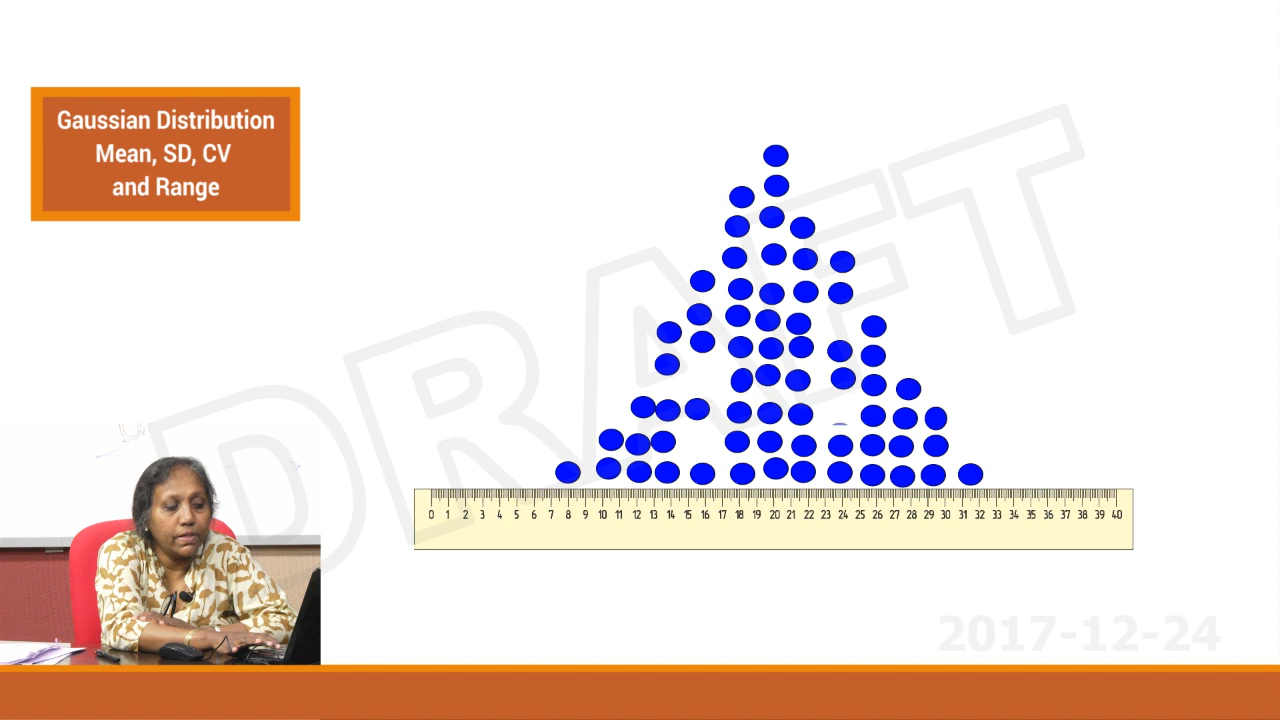 Gaussian Distribution
Mean, SD, CV
and Range
DRAFT
0 1 2 3 4 5 6 7 8 9 10 11 12 13 14 15 16 17 18 19 20 21 22 23 24 25 26 27 28 29 30 31 32 33 34 35 36 37 38 39 40
2017-12-24